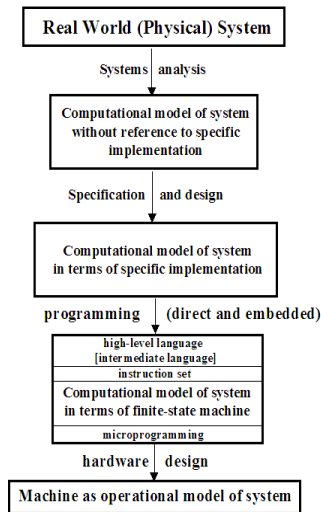 Real World (Physical) System
Systems analysis
Computational model of system
without reference to specific
implementation
Specification and design
Computational model of system
in terms of specific implementation
programming (direct and embedded)
high-level language
[intermediate language]
instruction set
Computational model of system
in terms of finite-state machine
microprogramming
hardware design
Machine as operational model of system